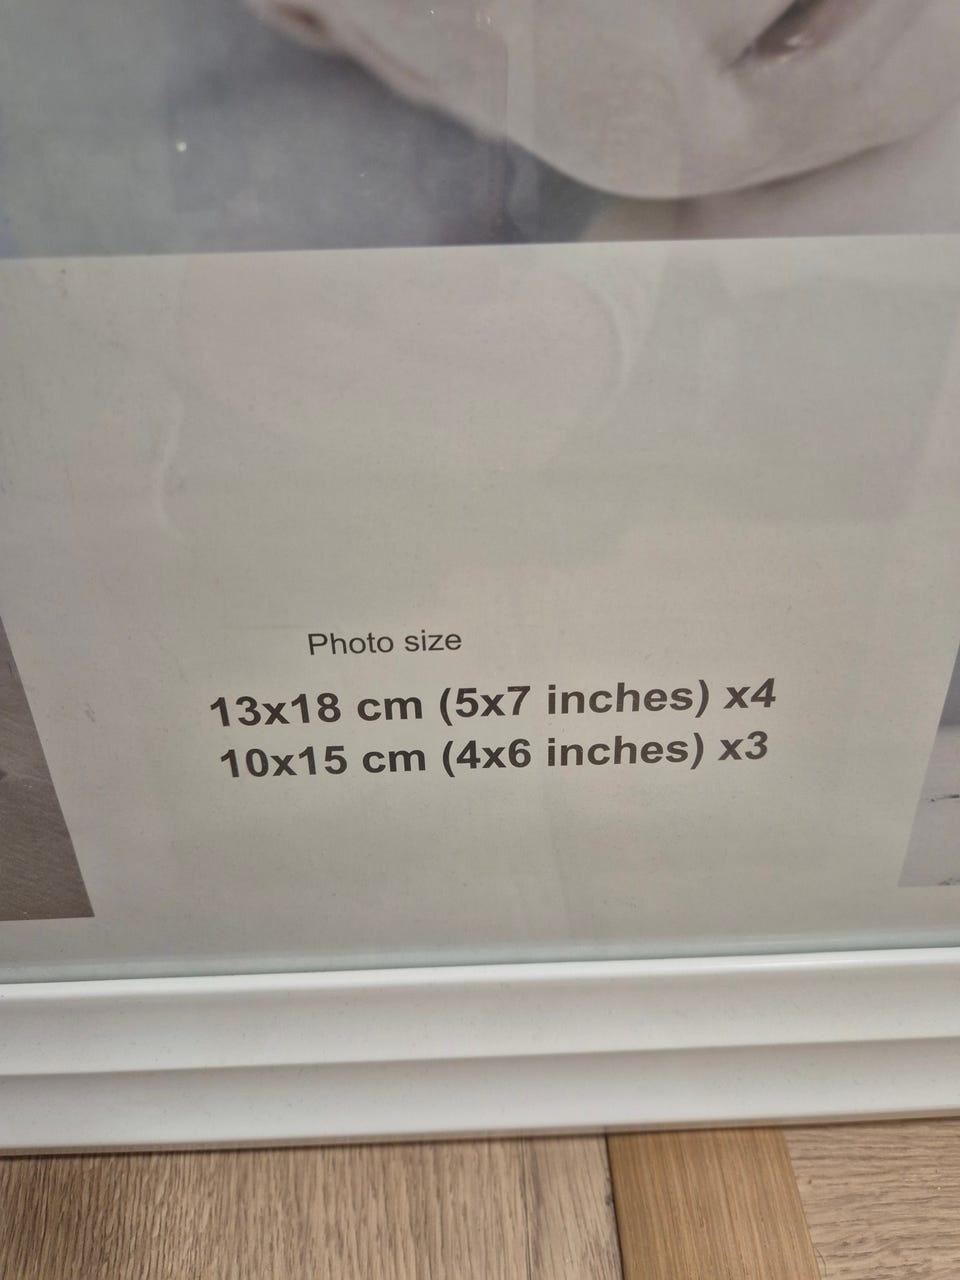 Photo size
13x18 cm (5x7 inches) x4
10x15 cm (4x6 inches) x3